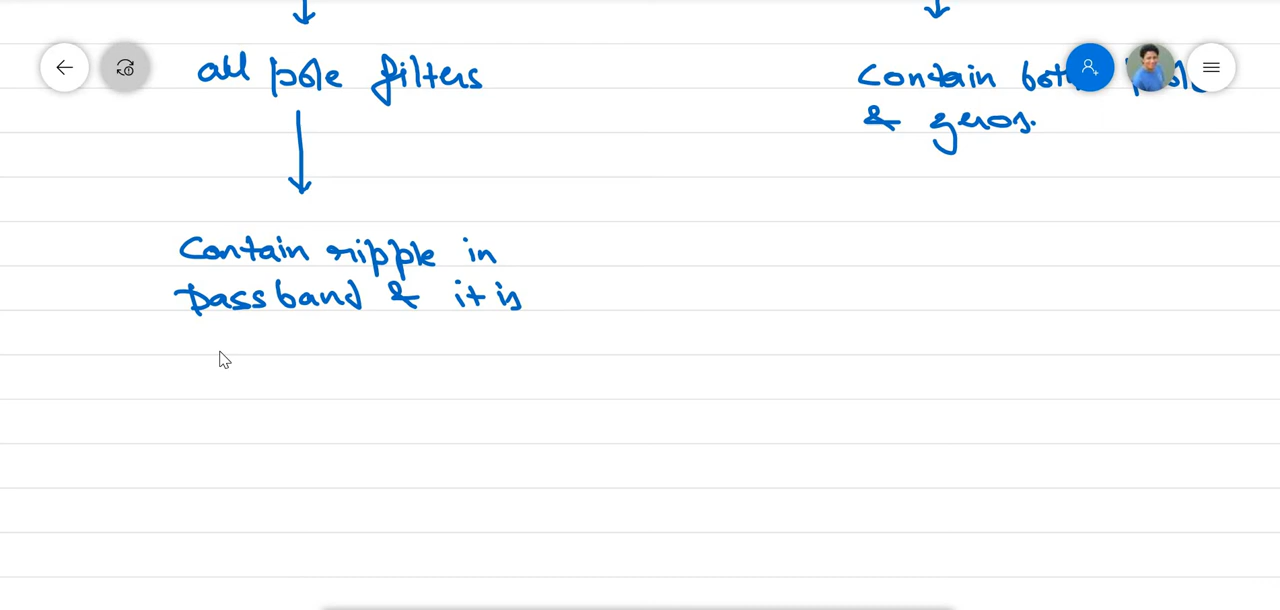 all pole filters
Contain both
& zeros.
Contain ripple in
passband & it is